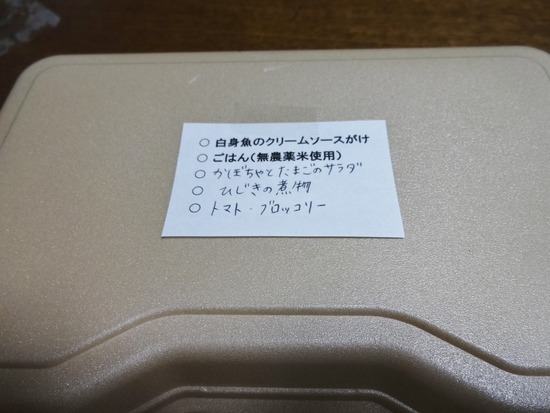 ○ 白身魚のクリームソースがけ
○ ごはん(無農薬米使用)
○ かぼちゃとたまごのサラダ
○ ひじきの煮物
○ トマト・ブロッコリー